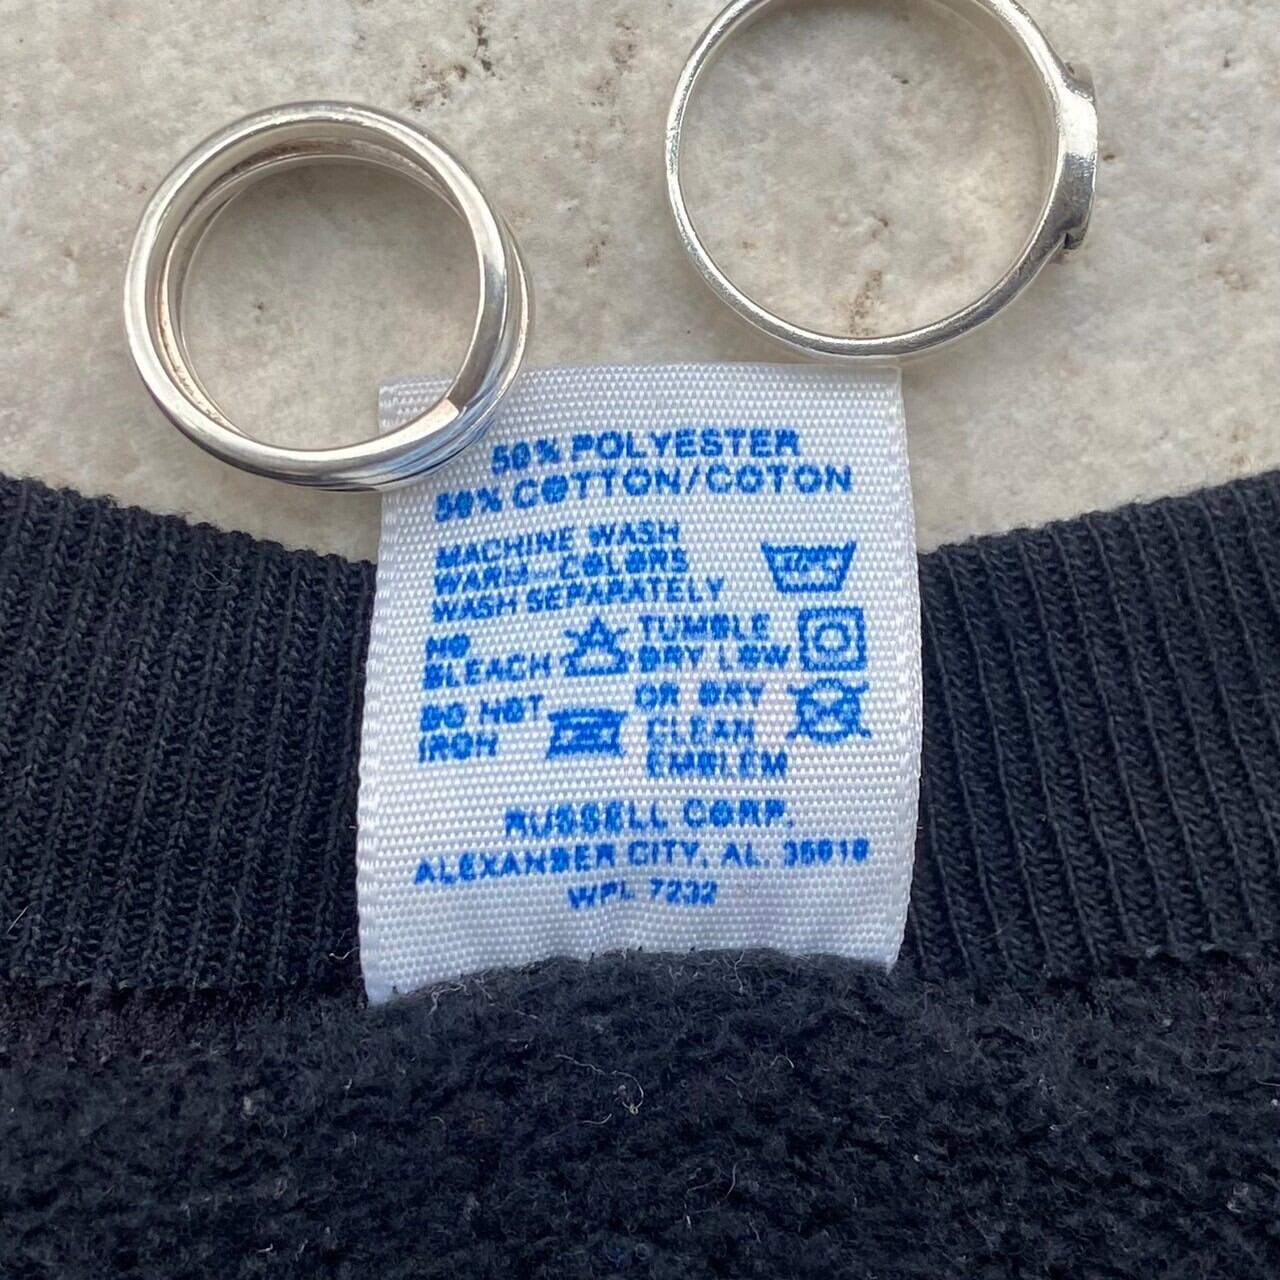 50% POLYESTER
50% COTTON/COTON
MACHINE WASH
WARM—COLORS
WASH SEPARATELY
NO
BLEACH
TUMBLE
DRY LOW
DO NOT
IRON
OR DRY
CLEAN
EMBLEM
RUSSELL CORP.
ALEXANDER CITY, AL. 35010
WPL 7232